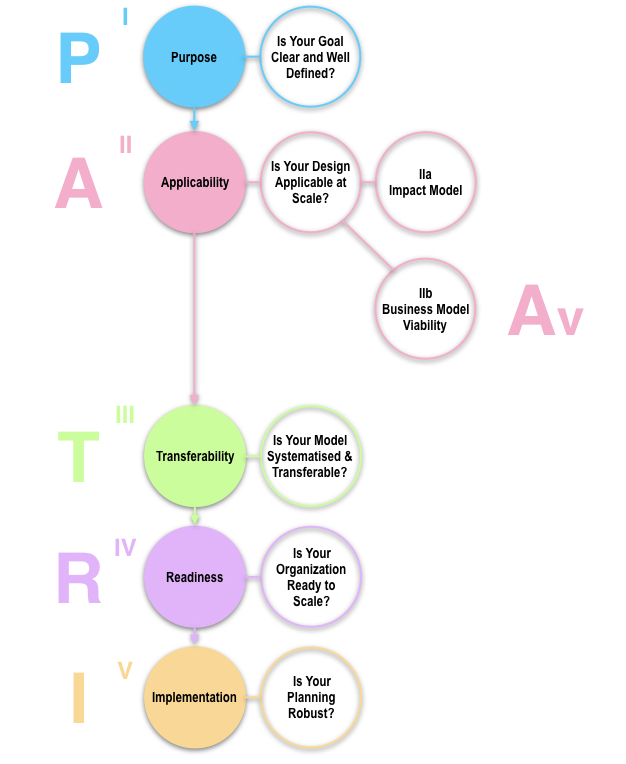 I
P
Purpose
Is Your Goal
Clear and Well
Defined?
II
A
Applicability
Is Your Design
Applicable at
Scale?
IIa
Impact Model
IIb
Business Model
Viability
Av
III
T
Transferability
Is Your Model
Systematised &
Transferable?
IV
R
Readiness
Is Your
Organization
Ready to
Scale?
V
I
Implementation
Is Your
Planning
Robust?